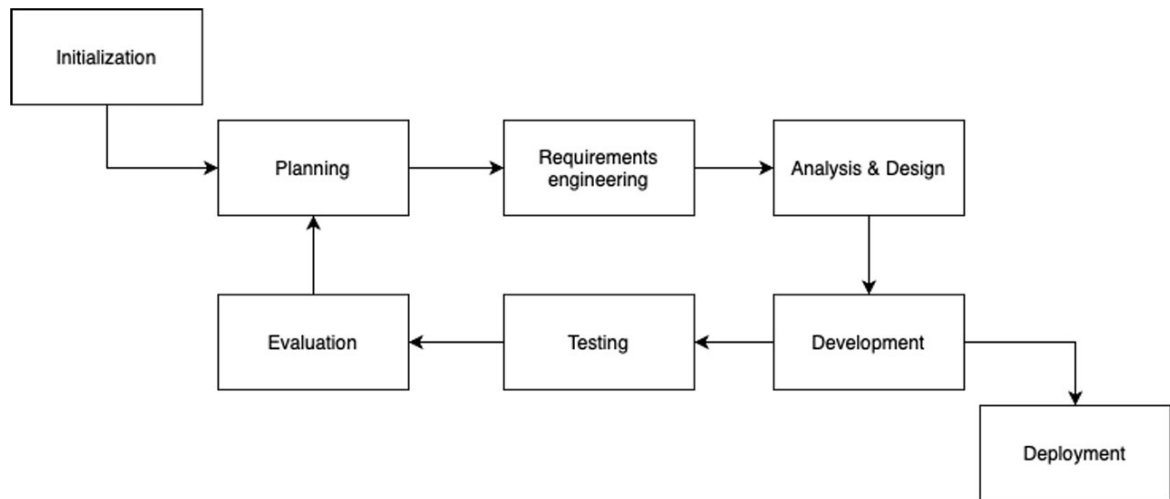 Initialization
Planning
Requirements
engineering
Analysis & Design
Evaluation
Testing
Development
Deployment